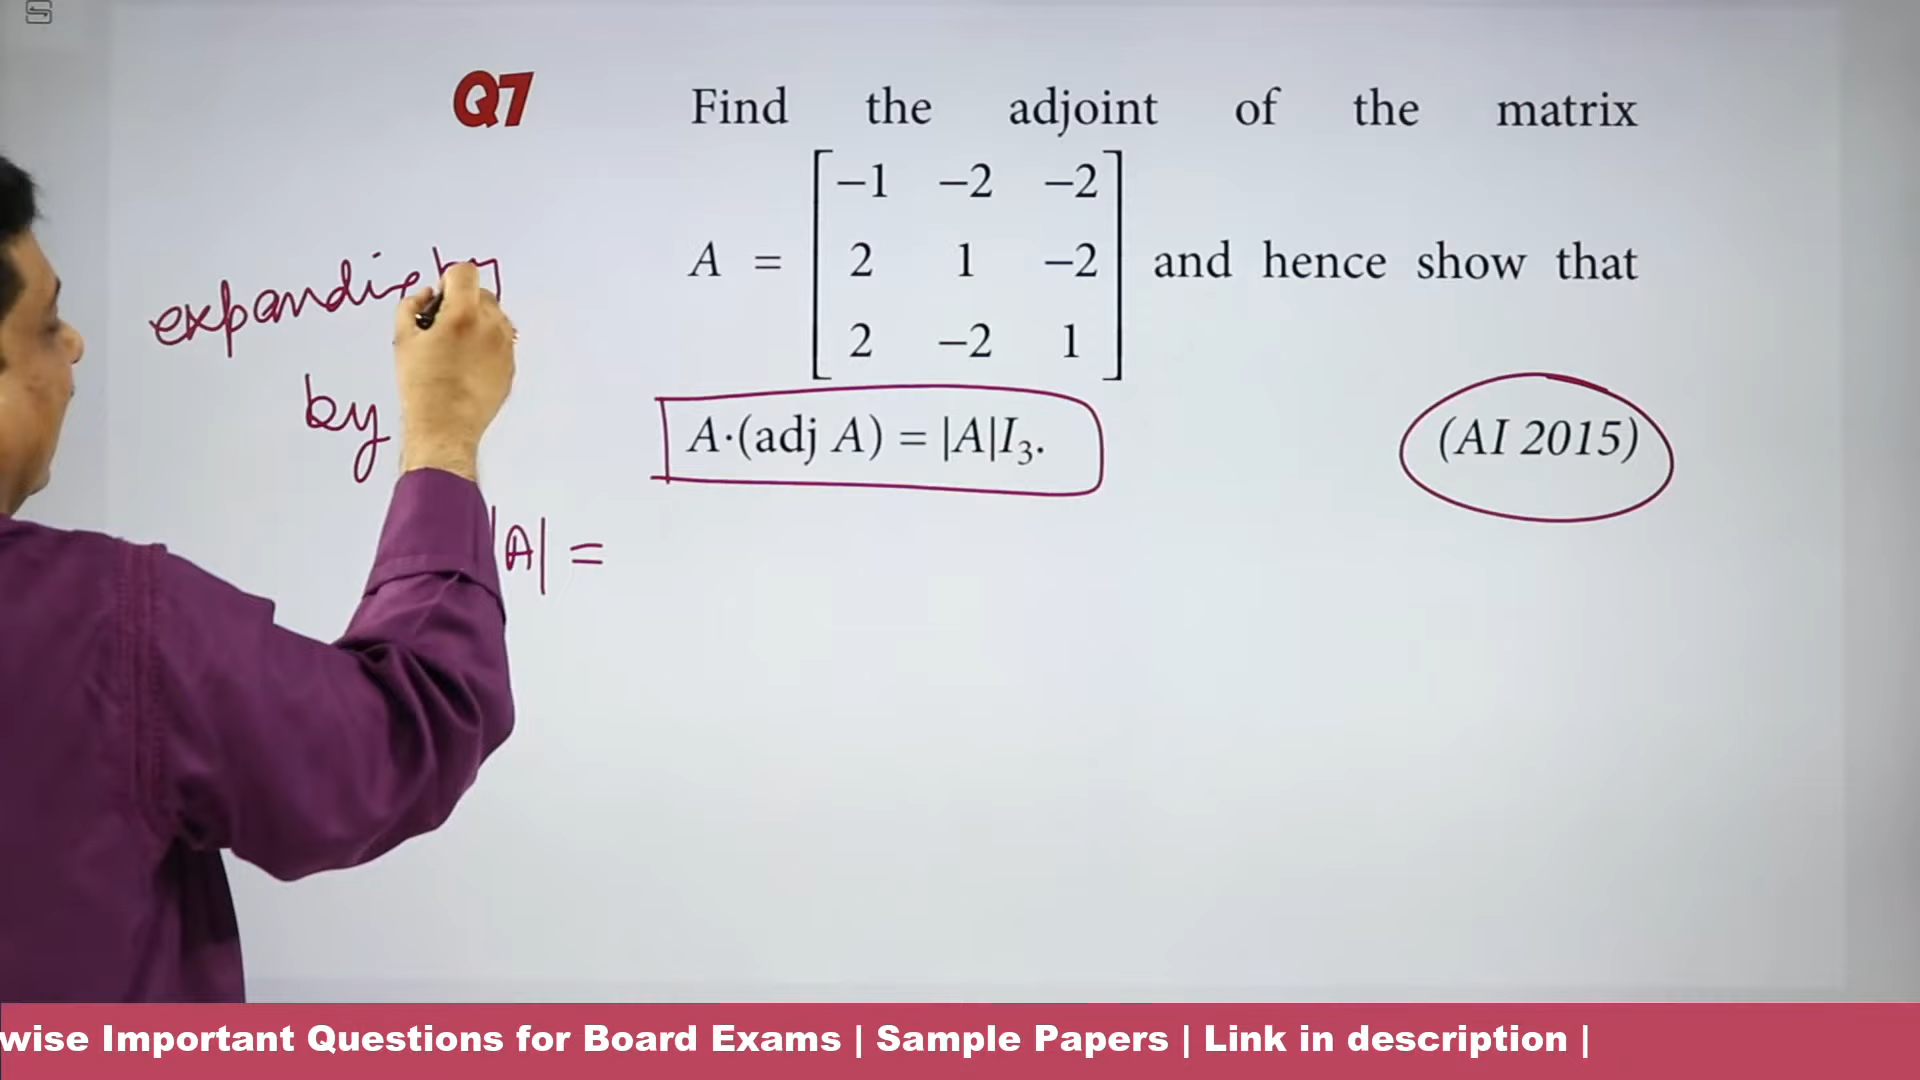 Q7
Find the adjoint of the matrix
−1 −2 −2
A = 2 1 −2 and hence show that
2 −2 1
A·(adj A) = |A|I₃.
(AI 2015)
by
|A| =
wise Important Questions for Board Exams | Sample Papers | Link in description |